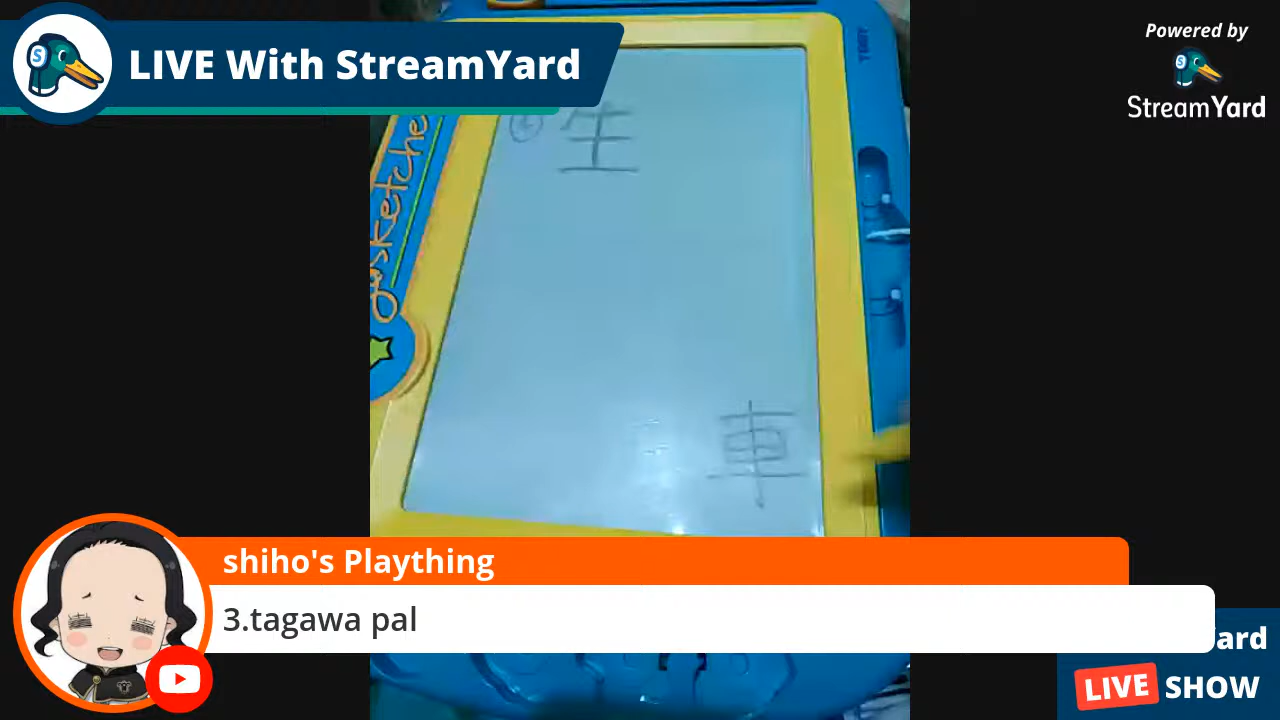 LIVE With StreamYard
Powered by
StreamYard
生
車
shiho's Plaything
3.tagawa pal
LIVE SHOW